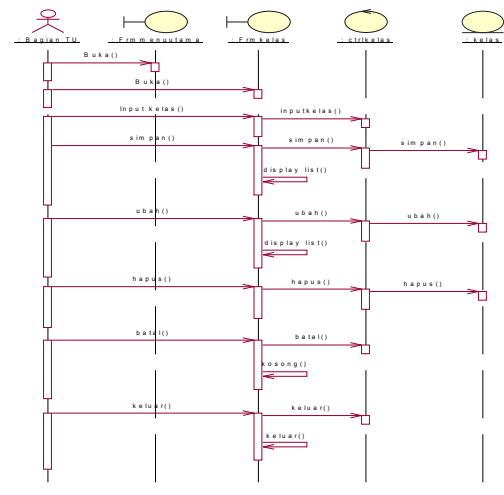 : Bagian TU : Frmmenuutama : Frmkelas : ctrlkelas : kelas
Buka()
Buka()
Input kelas() inputkelas()
simpan() simpan() simpan()
display list()
ubah() ubah() ubah()
display list()
hapus() hapus() hapus()
batal() batal()
kosong()
keluar() keluar()
keluar()